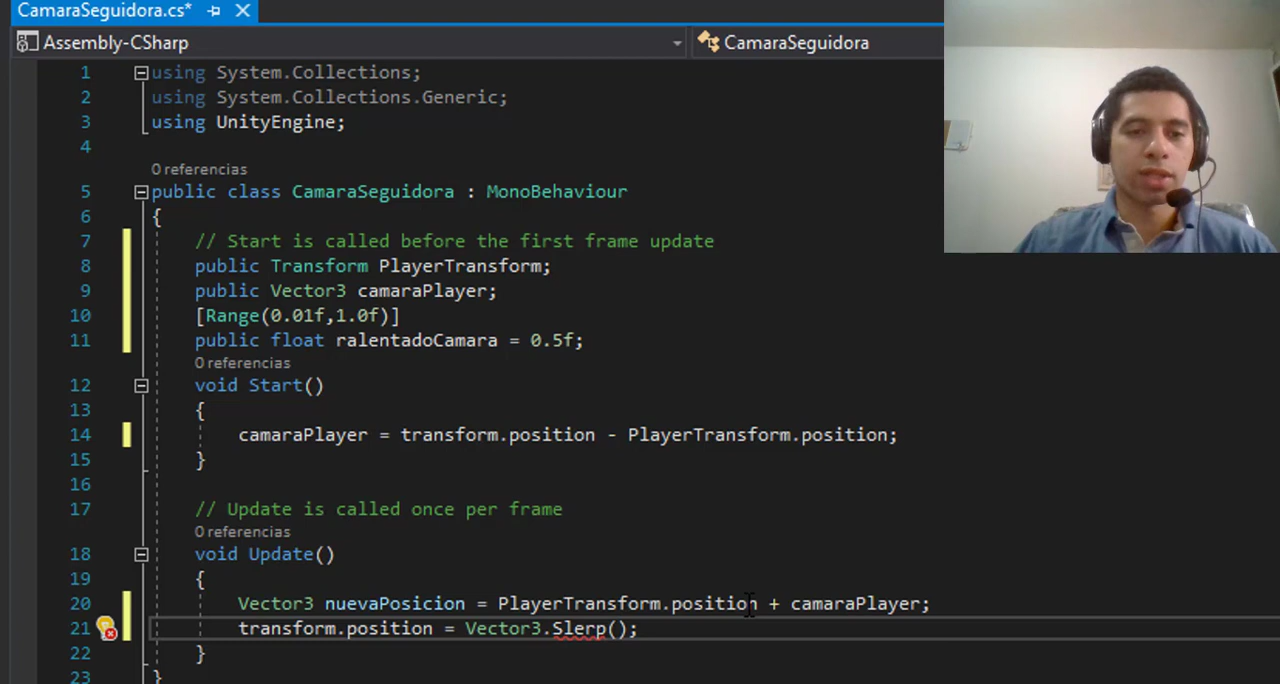 CamaraSeguidora.cs*
Assembly-CSharp
CamaraSeguidora
1 using System.Collections;
2 using System.Collections.Generic;
3 using UnityEngine;
4
0 referencias
5 public class CamaraSeguidora : MonoBehaviour
6 {
7 // Start is called before the first frame update
8 public Transform PlayerTransform;
9 public Vector3 camaraPlayer;
10 [Range(0.01f,1.0f)]
11 public float ralentadoCamara = 0.5f;
0 referencias
12 void Start()
13 {
14 camaraPlayer = transform.position - PlayerTransform.position;
15 }
16
17 // Update is called once per frame
0 referencias
18 void Update()
19 {
20 Vector3 nuevaPosicion = PlayerTransform.position + camaraPlayer;
21 transform.position = Vector3.Slerp();
22 }
23 }